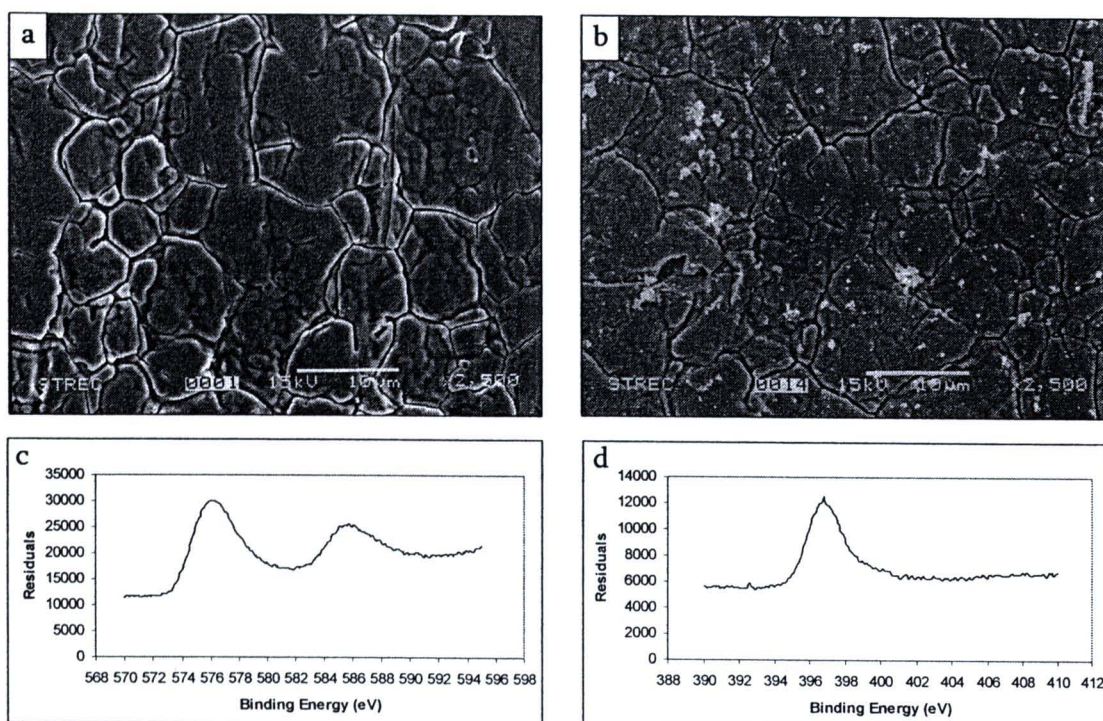 a
STREC 0001 15kV 10μm ×2,500
b
STREC 0014 15kV 10μm ×2,500
c
35000
30000
25000
20000
15000
10000
5000
0
Residuals
568 570 572 574 576 578 580 582 584 586 588 590 592 594 596 598
Binding Energy (eV)
d
14000
12000
10000
8000
6000
4000
2000
0
Residuals
388 390 392 394 396 398 400 402 404 406 408 410 412
Binding Energy (eV)